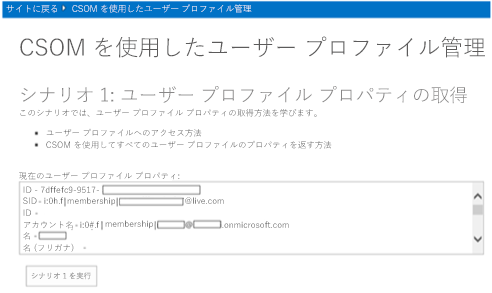 サイトに戻る ▶ CSOM を使用したユーザー プロファイル管理
CSOM を使用したユーザー プロファイル管理
シナリオ 1: ユーザー プロファイル プロパティの取得
このシナリオでは、ユーザー プロファイル プロパティの取得方法を学びます。
• ユーザー プロファイルへのアクセス方法
• CSOM を使用してすべてのユーザー プロファイルのプロパティを返す方法
現在のユーザー プロファイル プロパティ:
ID - 7dffefc9-9517-
SID - i:0h.f|membership| @live.com
ID -
アカウント名 - i:0#.f|membership| @ .onmicrosoft.com
名 -
名 (フリガナ) -
シナリオ 1 を実行